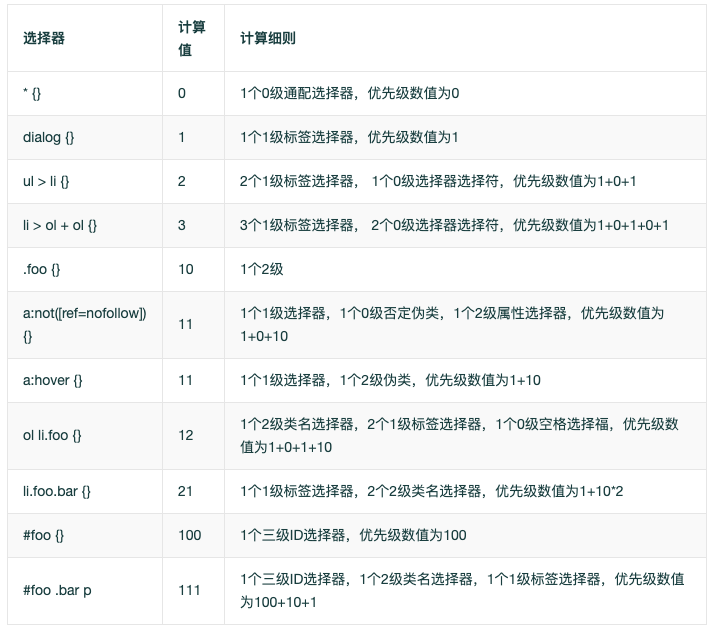 选择器 计算 计算细则
值
* {} 0 1个0级通配选择器，优先级数值为0
dialog {} 1 1个1级标签选择器，优先级数值为1
ul > li {} 2 2个1级标签选择器， 1个0级选择器选择符，优先级数值为1+0+1
li > ol + ol {} 3 3个1级标签选择器， 2个0级选择器选择符，优先级数值为1+0+1+0+1
.foo {} 10 1个2级
a:not([ref=nofollow]) 11 1个1级选择器，1个0级否定伪类，1个2级属性选择器，优先级数值为
{} 1+0+10
a:hover {} 11 1个1级选择器，1个2级伪类，优先级数值为1+10
ol li.foo {} 12 1个2级类名选择器，2个1级标签选择器，1个0级空格选择福，优先级数
值为1+0+1+10
li.foo.bar {} 21 1个1级标签选择器，2个2级类名选择器，优先级数值为1+10*2
#foo {} 100 1个三级ID选择器，优先级数值为100
#foo .bar p 111 1个三级ID选择器，1个2级类名选择器，1个1级标签选择器，优先级数值
为100+10+1